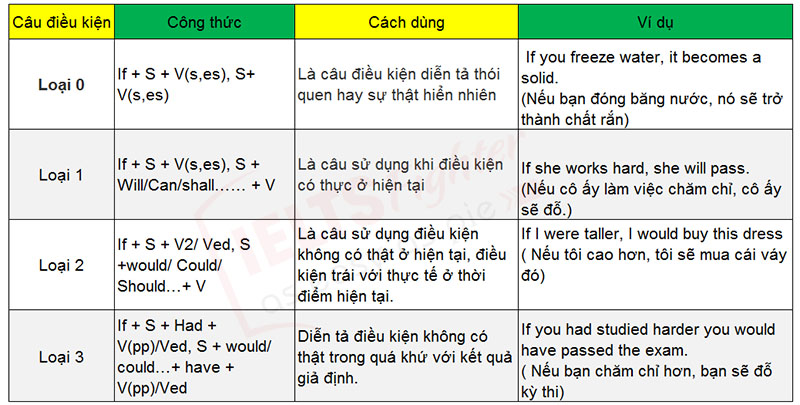 Câu điều kiện
Công thức
Cách dùng
Ví dụ
Loại 0
If + S + V(s,es), S+
V(s,es)
Là câu điều kiện diễn tả thói
quen hay sự thật hiển nhiên
If you freeze water, it becomes a
solid.
(Nếu bạn đóng băng nước, nó sẽ trở
thành chất rắn)
Loại 1
If + S + V(s,es), S +
Will/Can/shall…… + V
Là câu sử dụng khi điều kiện
có thực ở hiện tại
If she works hard, she will pass.
(Nếu cô ấy làm việc chăm chỉ, cô ấy
sẽ đỗ.)
Loại 2
If + S + V2/ Ved, S
+would/ Could/
Should…+ V
Là câu sử dụng điều kiện
không có thật ở hiện tại, điều
kiện trái với thực tế ở thời
điểm hiện tại.
If I were taller, I would buy this dress
( Nếu tôi cao hơn, tôi sẽ mua cái váy
đó)
Loại 3
If + S + Had +
V(pp)/Ved, S + would/
could…+ have +
V(pp)/Ved
Diễn tả điều kiện không có
thật trong quá khứ với kết quả
giả định.
If you had studied harder you would
have passed the exam.
( Nếu bạn chăm chỉ hơn, bạn sẽ đỗ
kỳ thi)
IELTS Fighter